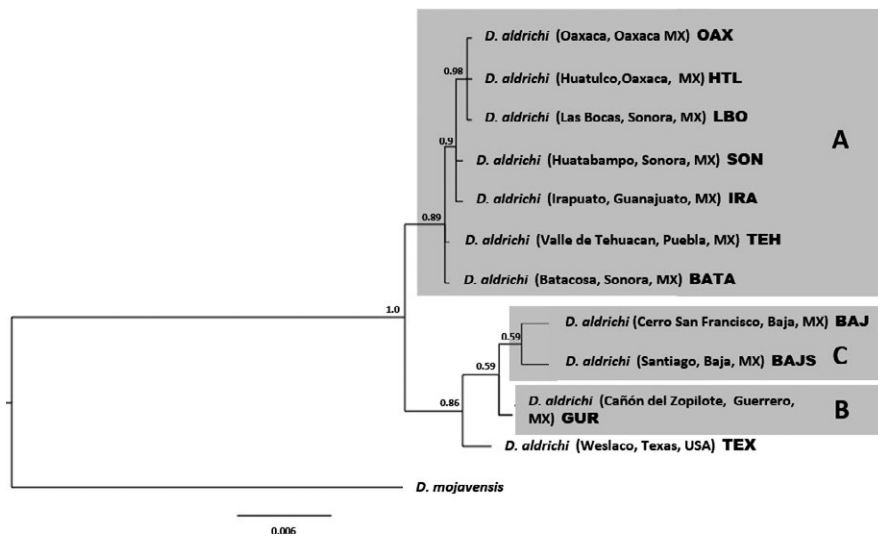 D. aldrichi (Oaxaca, Oaxaca MX) OAX
0.98
D. aldrichi (Huatulco,Oaxaca, MX) HTL
D. aldrichi (Las Bocas, Sonora, MX) LBO
A
0.9
D. aldrichi (Huatabampo, Sonora, MX) SON
D. aldrichi (Irapuato, Guanajuato, MX) IRA
0.89
D. aldrichi (Valle de Tehuacan, Puebla, MX) TEH
D. aldrichi (Batacosa, Sonora, MX) BATA
1.0
D. aldrichi (Cerro San Francisco, Baja, MX) BAJ
0.59
D. aldrichi (Santiago, Baja, MX) BAJS
C
0.59
D. aldrichi (Cañón del Zopilote, Guerrero,
MX) GUR
B
0.86
D. aldrichi (Weslaco, Texas, USA) TEX
D. mojavensis
0.006